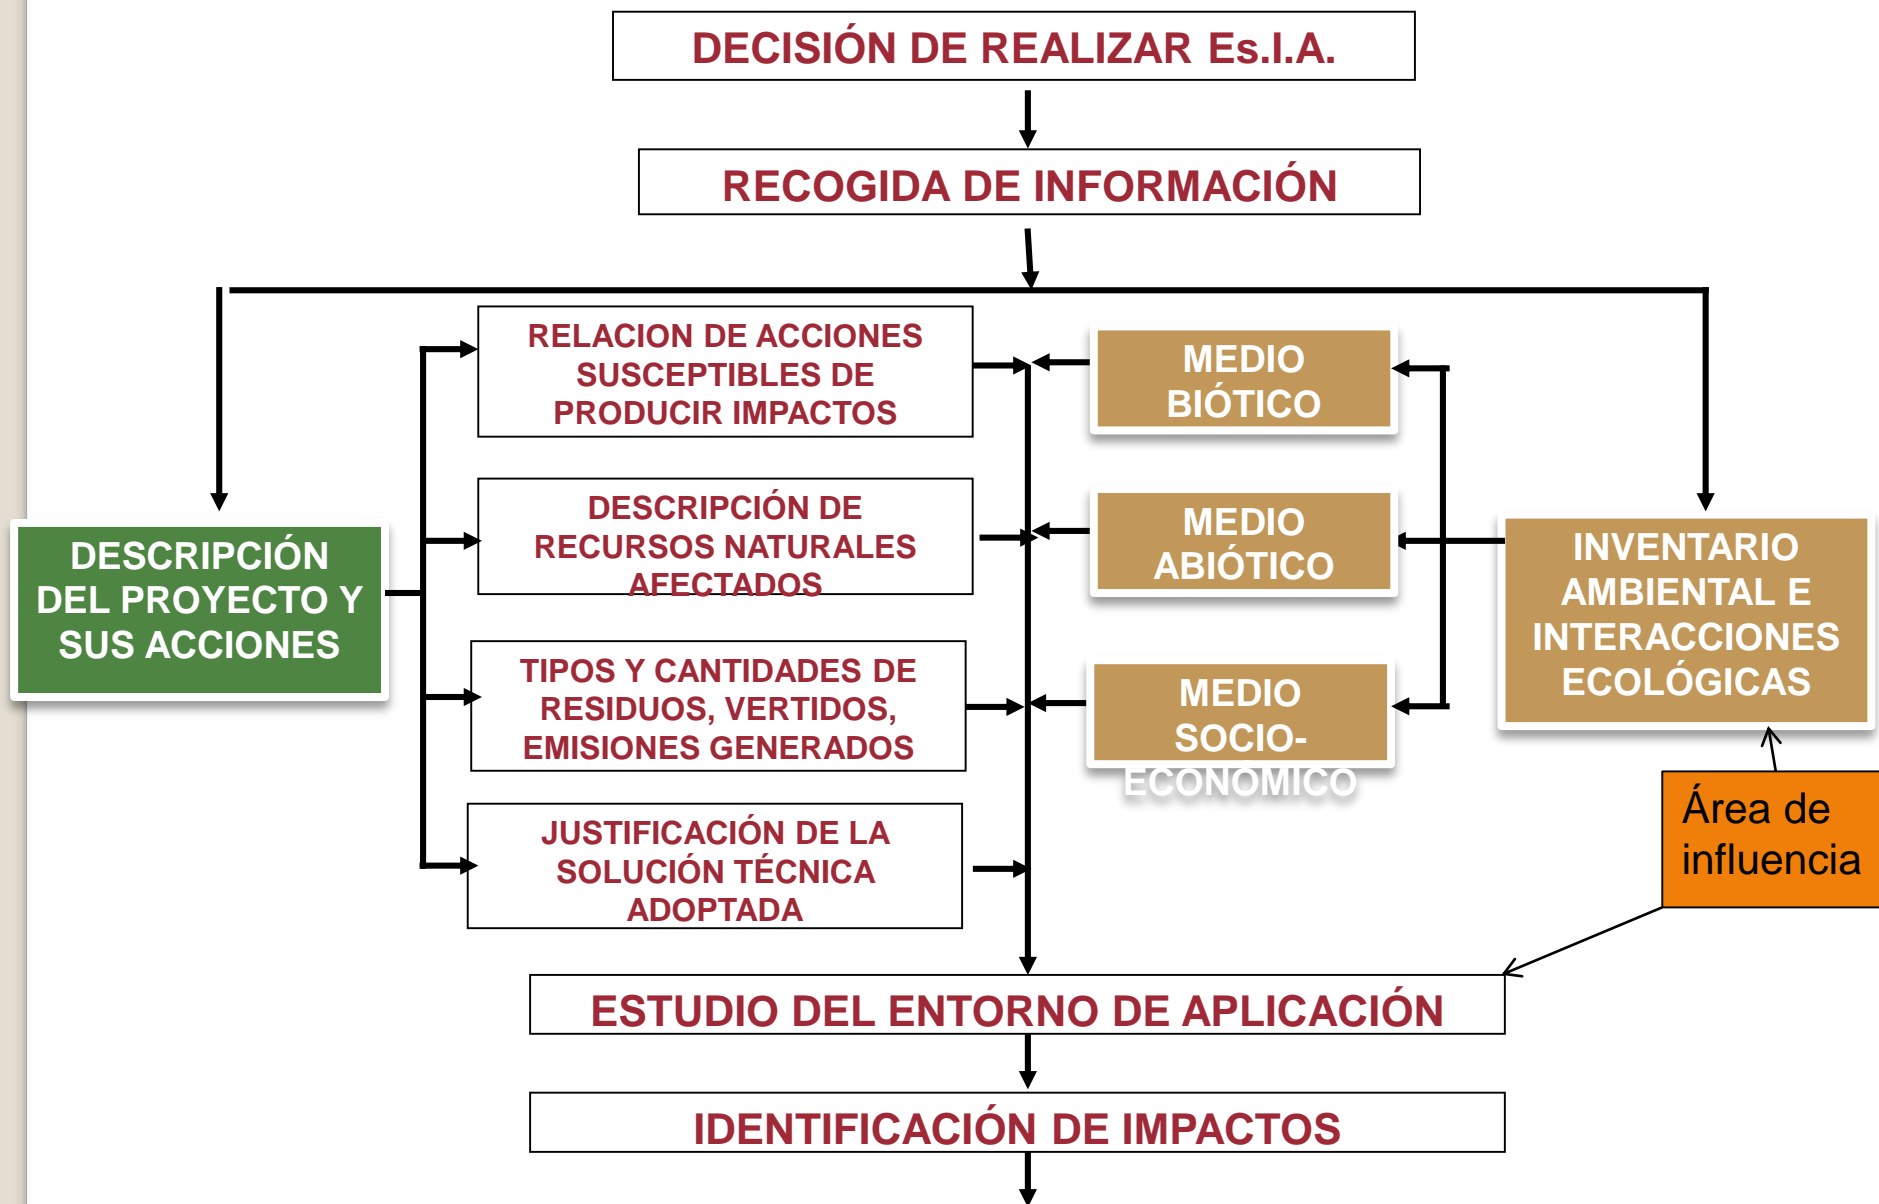 DECISIÓN DE REALIZAR Es.I.A.
RECOGIDA DE INFORMACIÓN
RELACION DE ACCIONES
SUSCEPTIBLES DE
PRODUCIR IMPACTOS
MEDIO
BIÓTICO
DESCRIPCIÓN DE
RECURSOS NATURALES
AFECTADOS
MEDIO
ABIÓTICO
DESCRIPCIÓN
DEL PROYECTO Y
SUS ACCIONES
INVENTARIO
AMBIENTAL E
INTERACCIONES
ECOLÓGICAS
TIPOS Y CANTIDADES DE
RESIDUOS, VERTIDOS,
EMISIONES GENERADOS
MEDIO
SOCIO-
ECONÓMICO
Área de
influencia
JUSTIFICACIÓN DE LA
SOLUCIÓN TÉCNICA
ADOPTADA
ESTUDIO DEL ENTORNO DE APLICACIÓN
IDENTIFICACIÓN DE IMPACTOS